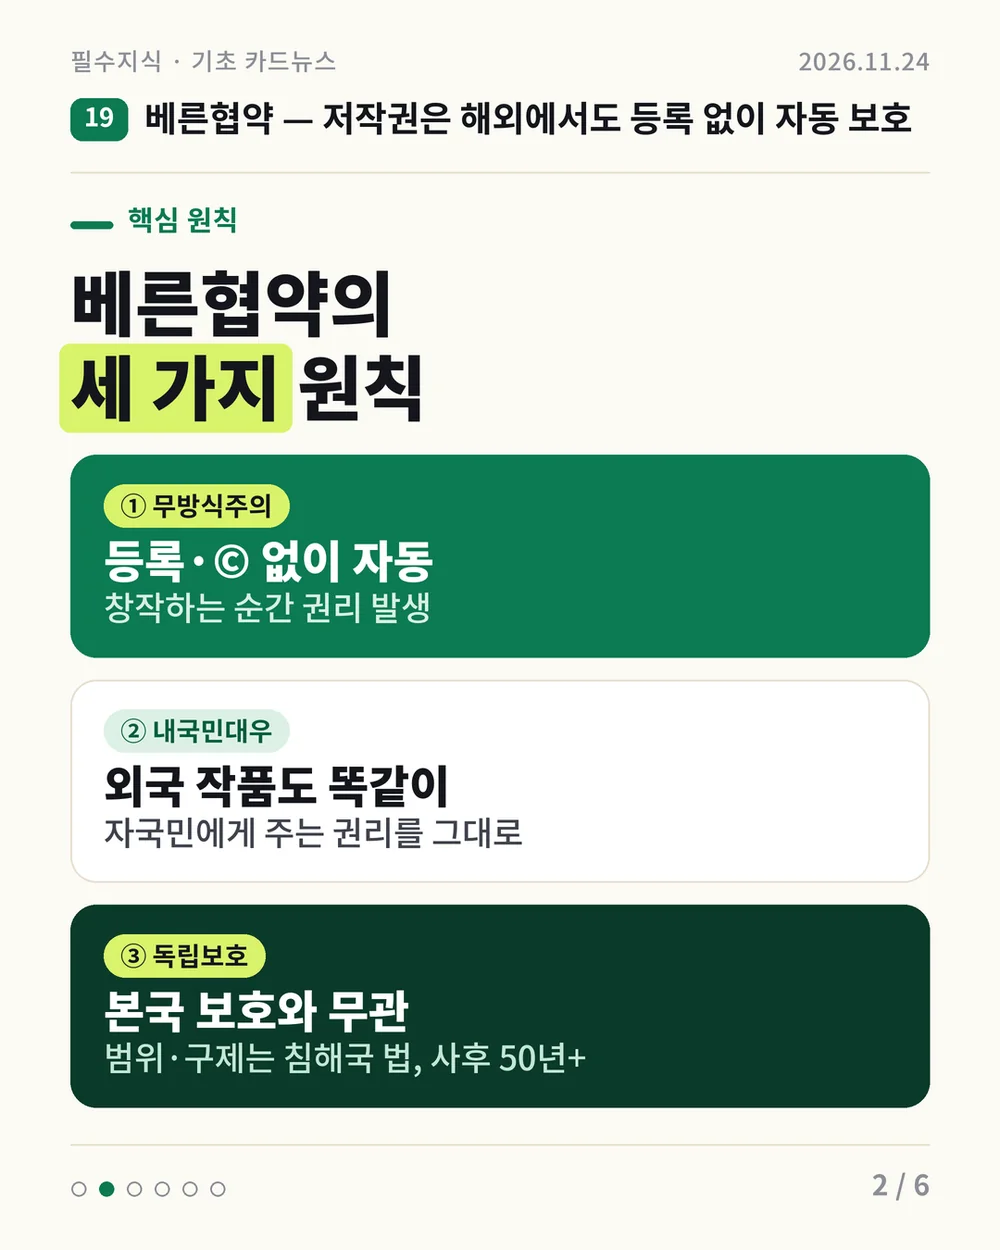 필수지식 · 기초 카드뉴스
2026.11.24
19 베른협약 — 저작권은 해외에서도 등록 없이 자동 보호
핵심 원칙
베른협약의
세 가지 원칙
① 무방식주의
등록·© 없이 자동
창작하는 순간 권리 발생
② 내국민대우
외국 작품도 똑같이
자국민에게 주는 권리를 그대로
③ 독립보호
본국 보호와 무관
범위·구제는 침해국 법, 사후 50년+
2 / 6